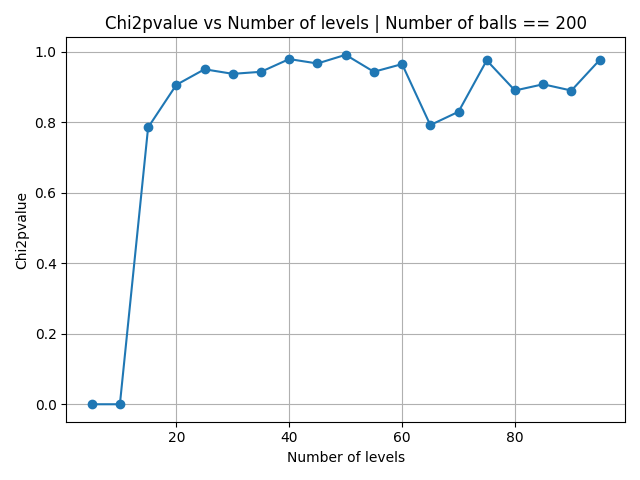 Chi2pvalue vs Number of levels | Number of balls == 200
1.0
0.8
0.6
0.4
0.2
0.0
Chi2pvalue
20 40 60 80
Number of levels